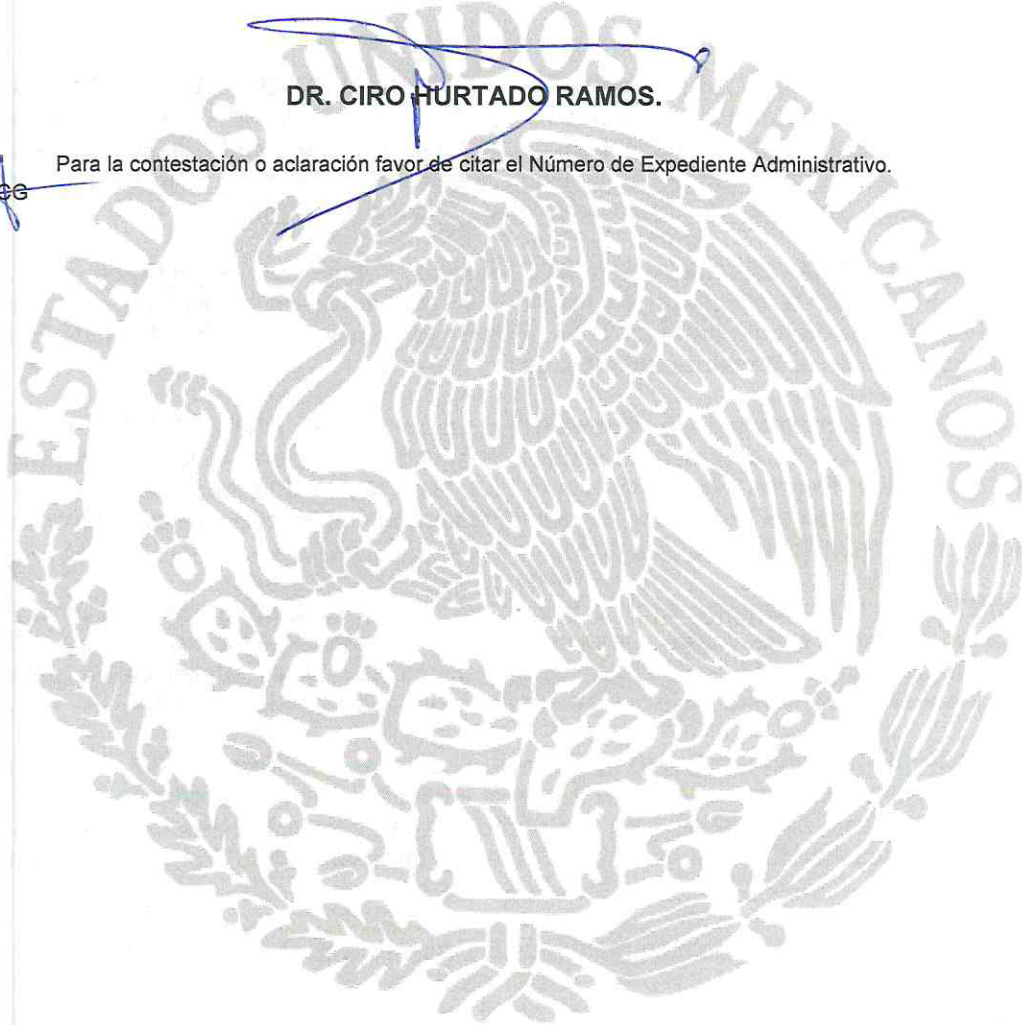 DR. CIRO HURTADO RAMOS.
Para la contestación o aclaración favor de citar el Número de Expediente Administrativo.
ESTADOS UNIDOS MEXICANOS